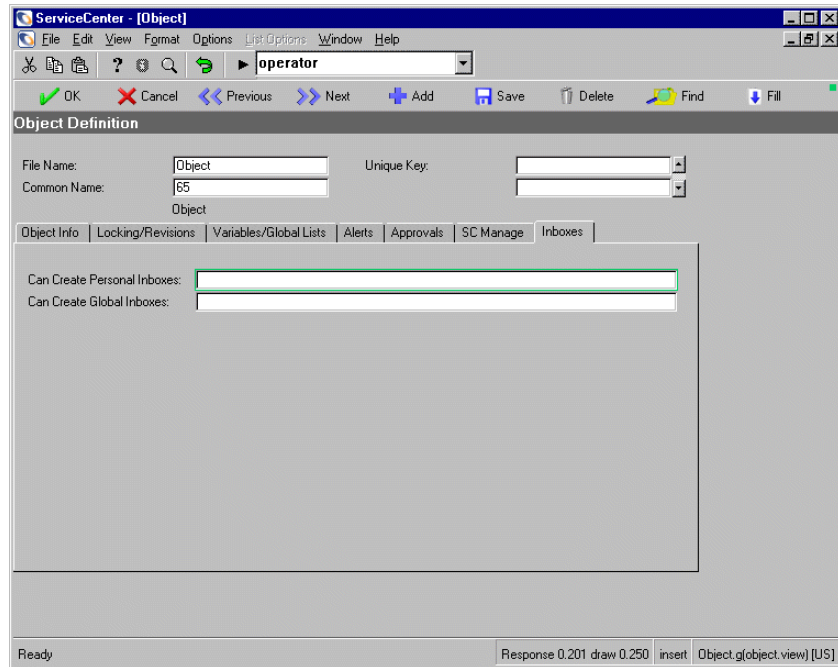 ServiceCenter - [Object]
File Edit View Format Options List Options Window Help
? operator
OK Cancel Previous Next Add Save Delete Find Fill
Object Definition
File Name: Object Unique Key:
Common Name: 65
Object
Object Info Locking/Revisions Variables/Global Lists Alerts Approvals SC Manage Inboxes
Can Create Personal Inboxes:
Can Create Global Inboxes:
Ready Response 0.201 draw 0.250 insert Object.g(object.view) [US]